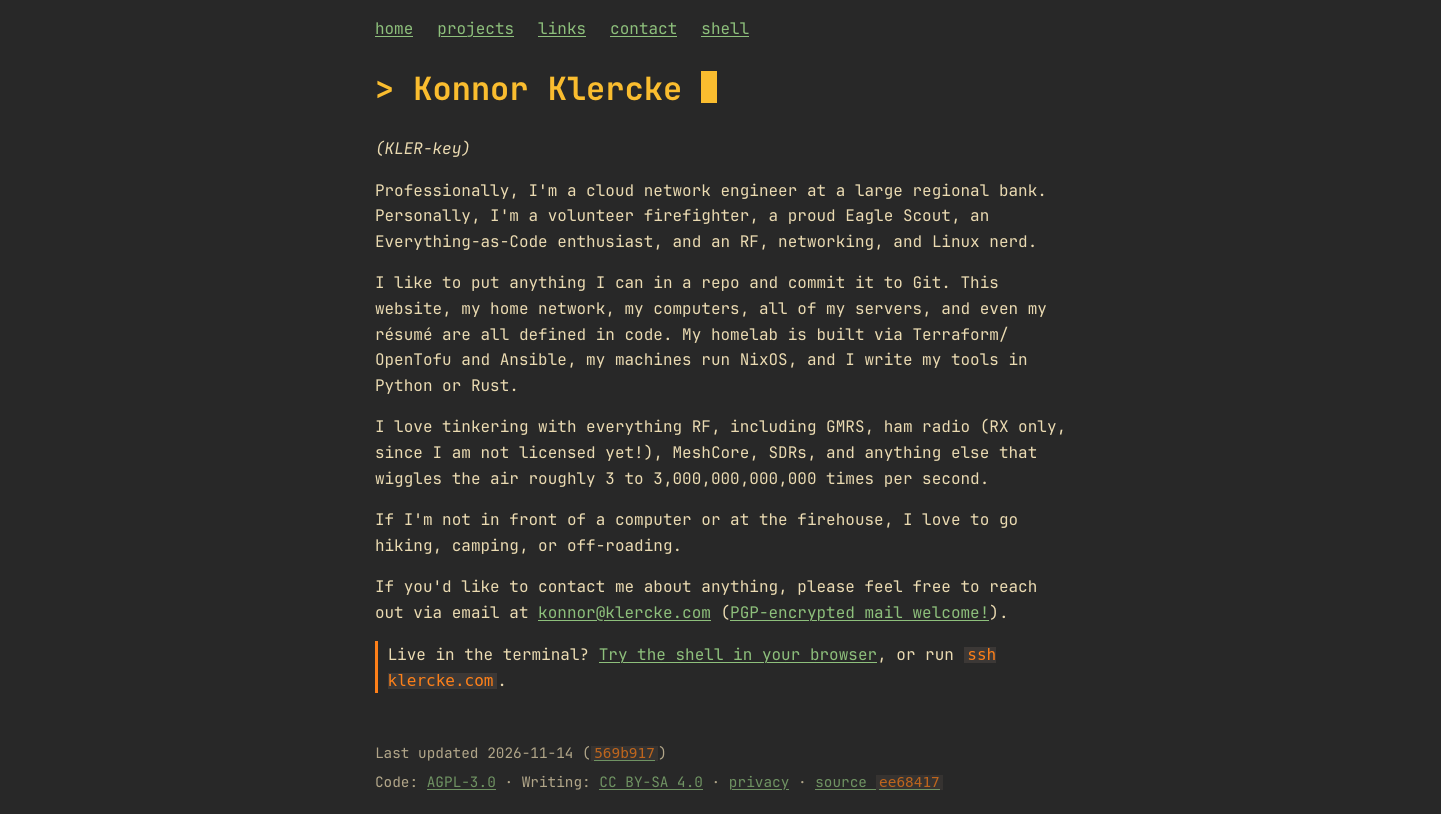 home projects links contact shell
> Konnor Klercke
(KLER-key)
Professionally, I'm a cloud network engineer at a large regional bank.
Personally, I'm a volunteer firefighter, a proud Eagle Scout, an
Everything-as-Code enthusiast, and an RF, networking, and Linux nerd.
I like to put anything I can in a repo and commit it to Git. This
website, my home network, my computers, all of my servers, and even my
résumé are all defined in code. My homelab is built via Terraform/
OpenTofu and Ansible, my machines run NixOS, and I write my tools in
Python or Rust.
I love tinkering with everything RF, including GMRS, ham radio (RX only,
since I am not licensed yet!), MeshCore, SDRs, and anything else that
wiggles the air roughly 3 to 3,000,000,000,000 times per second.
If I'm not in front of a computer or at the firehouse, I love to go
hiking, camping, or off-roading.
If you'd like to contact me about anything, please feel free to reach
out via email at konnor@klercke.com (PGP-encrypted mail welcome!).
Live in the terminal? Try the shell in your browser, or run ssh
klercke.com.
Last updated 2026-11-14 (569b917)
Code: AGPL-3.0 · Writing: CC BY-SA 4.0 · privacy · source ee68417